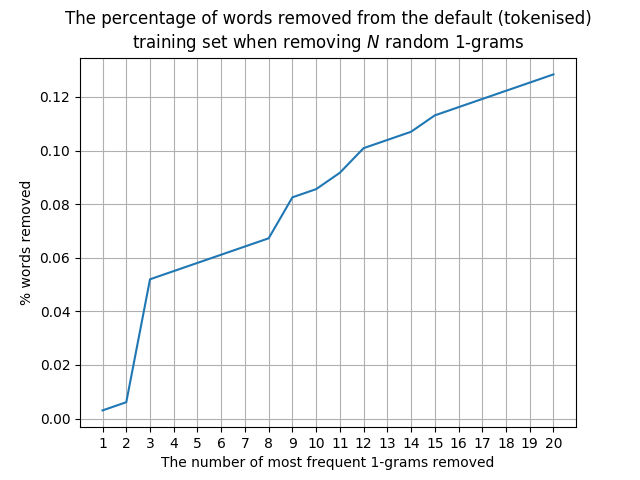 The percentage of words removed from the default (tokenised)
training set when removing N random 1-grams
% words removed
0.12
0.10
0.08
0.06
0.04
0.02
0.00
1 2 3 4 5 6 7 8 9 10 11 12 13 14 15 16 17 18 19 20
The number of most frequent 1-grams removed